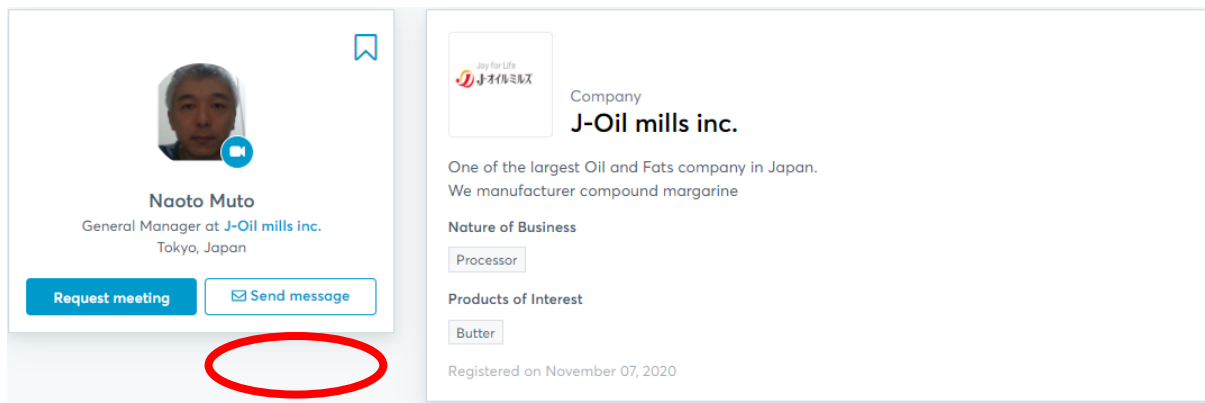 Naoto Muto
General Manager at J-Oil mills inc.
Tokyo, Japan
Request meeting
Send message
Joy for Life
J-オイルミルズ
Company
J-Oil mills inc.
One of the largest Oil and Fats company in Japan.
We manufacturer compound margarine
Nature of Business
Processor
Products of Interest
Butter
Registered on November 07, 2020